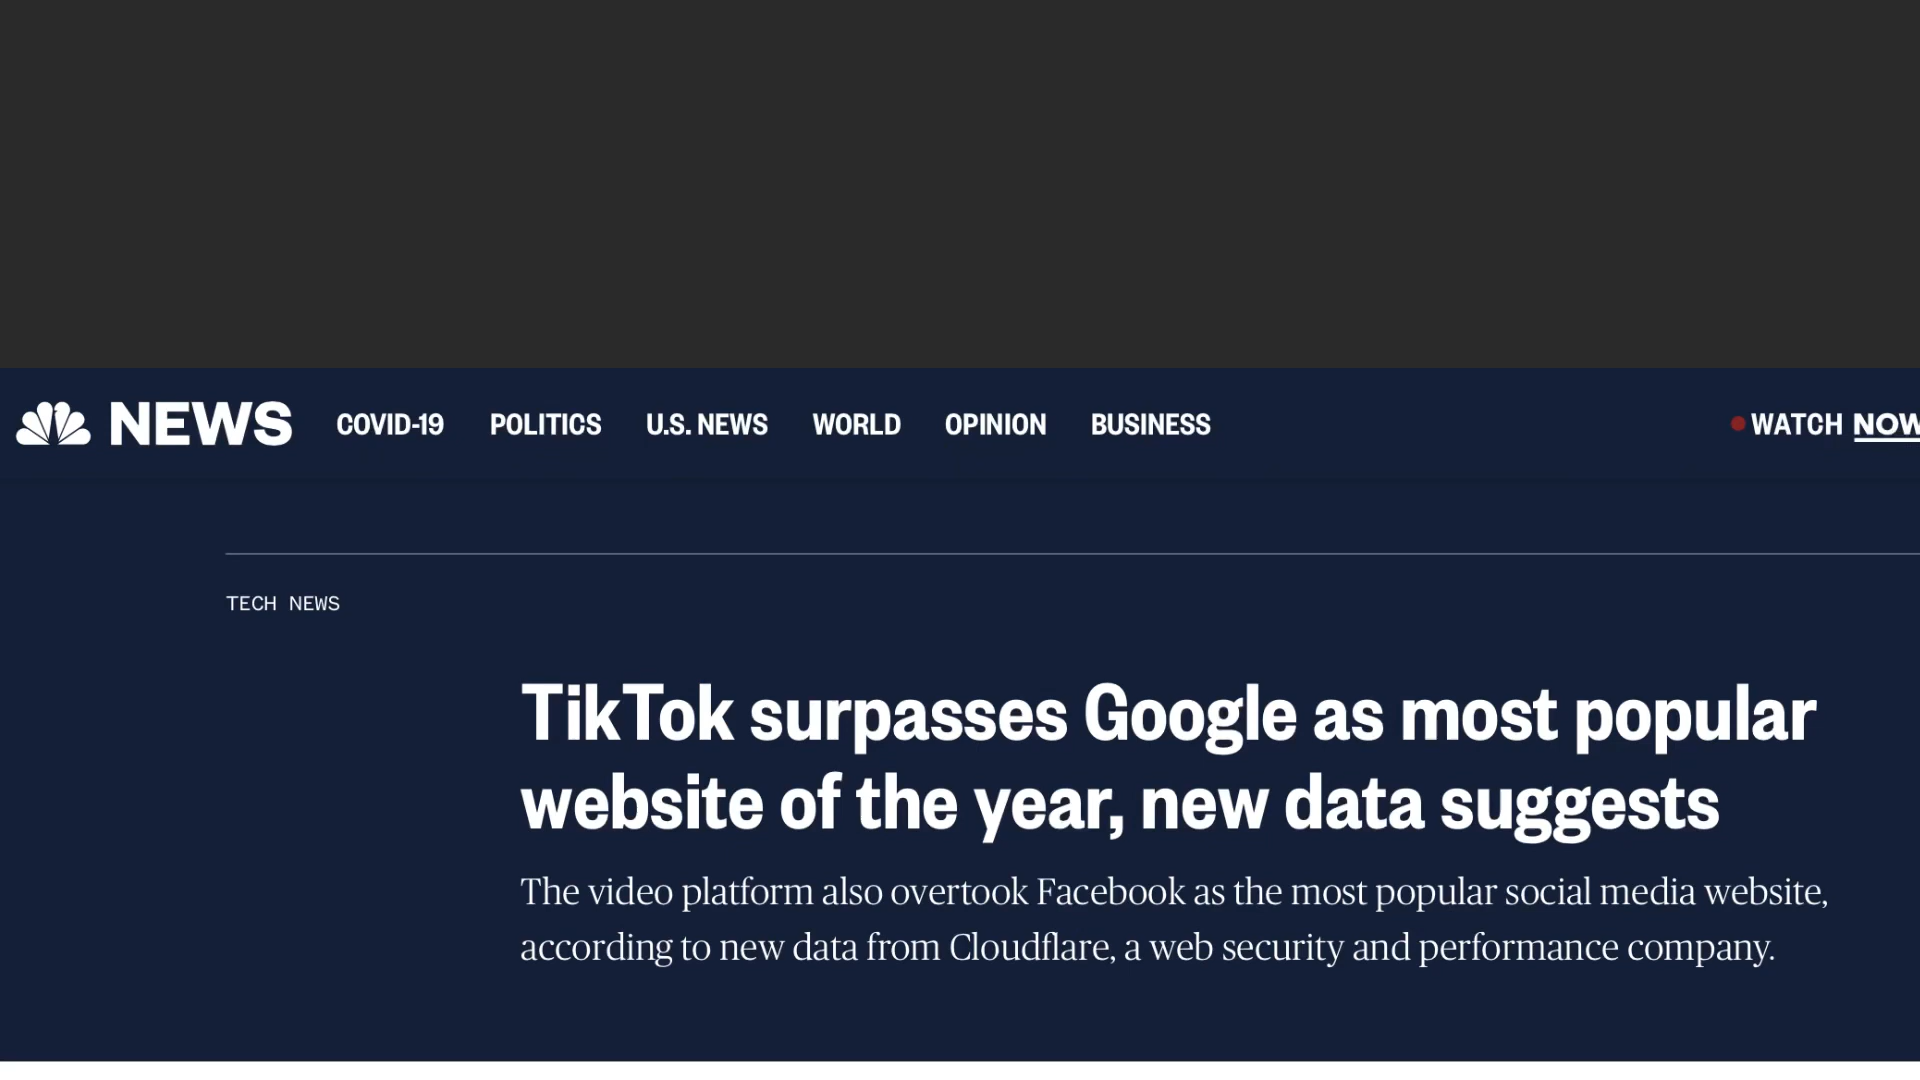 NEWS COVID-19 POLITICS U.S. NEWS WORLD OPINION BUSINESS WATCH NOW
TECH NEWS
TikTok surpasses Google as most popular
website of the year, new data suggests
The video platform also overtook Facebook as the most popular social media website,
according to new data from Cloudflare, a web security and performance company.